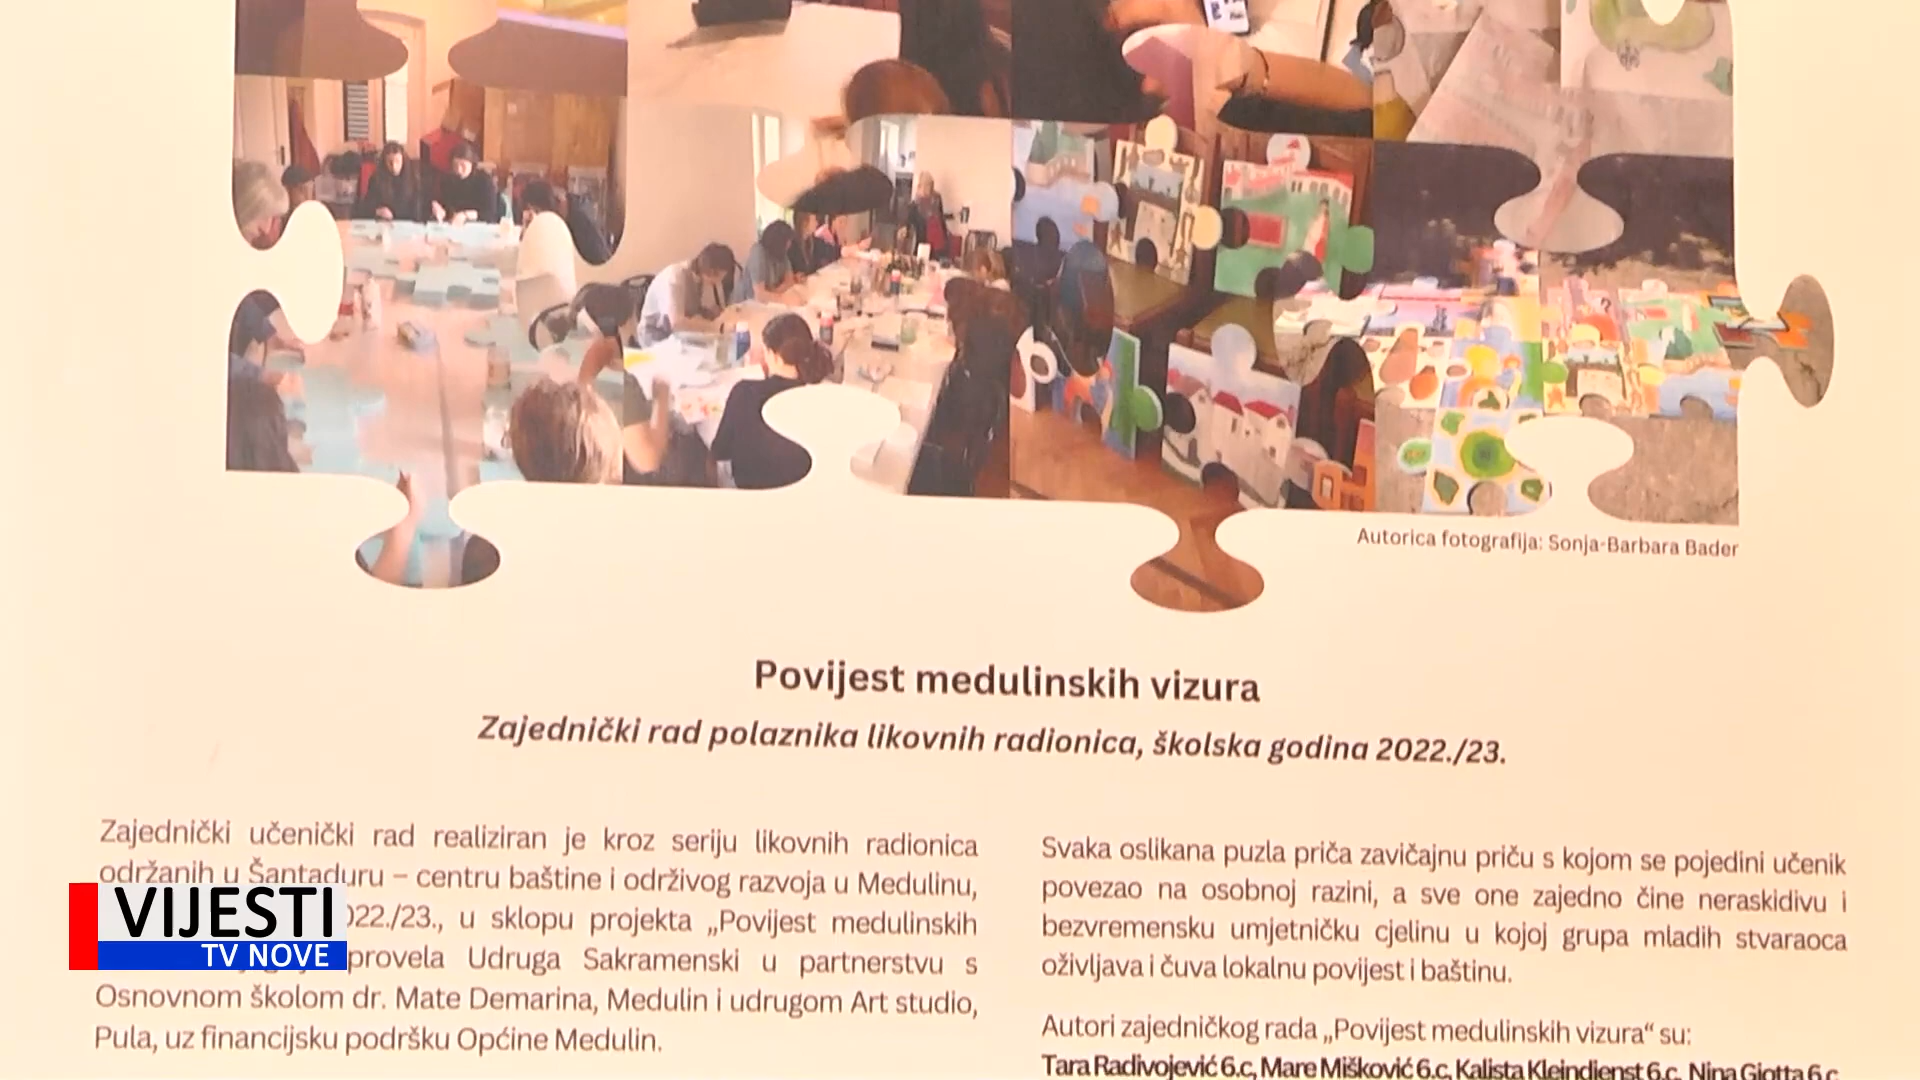 Autorica fotografija: Sonja-Barbara Bader
Povijest medulinskih vizura
Zajednički rad polaznika likovnih radionica, školska godina 2022./23.
Zajednički učenički rad realiziran je kroz seriju likovnih radionica
održanih u Šantaduru – centru baštine i održivog razvoja u Medulinu,
022./23., u sklopu projekta „Povijest medulinskih
provela Udruga Sakramenski u partnerstvu s
Osnovnom školom dr. Mate Demarina, Medulin i udrugom Art studio,
Pula, uz financijsku podršku Općine Medulin.
Svaka oslikana puzla priča zavičajnu priču s kojom se pojedini učenik
povezao na osobnoj razini, a sve one zajedno čine neraskidivu i
bezvremensku umjetničku cjelinu u kojoj grupa mladih stvaraoca
oživljava i čuva lokalnu povijest i baštinu.
Autori zajedničkog rada „Povijest medulinskih vizura“ su:
Tara Radivojević 6.c, Mare Mišković 6.c, Kalista Kleindienst 6.c, Nina Giotta 6.c
VIJESTI
TV NOVE